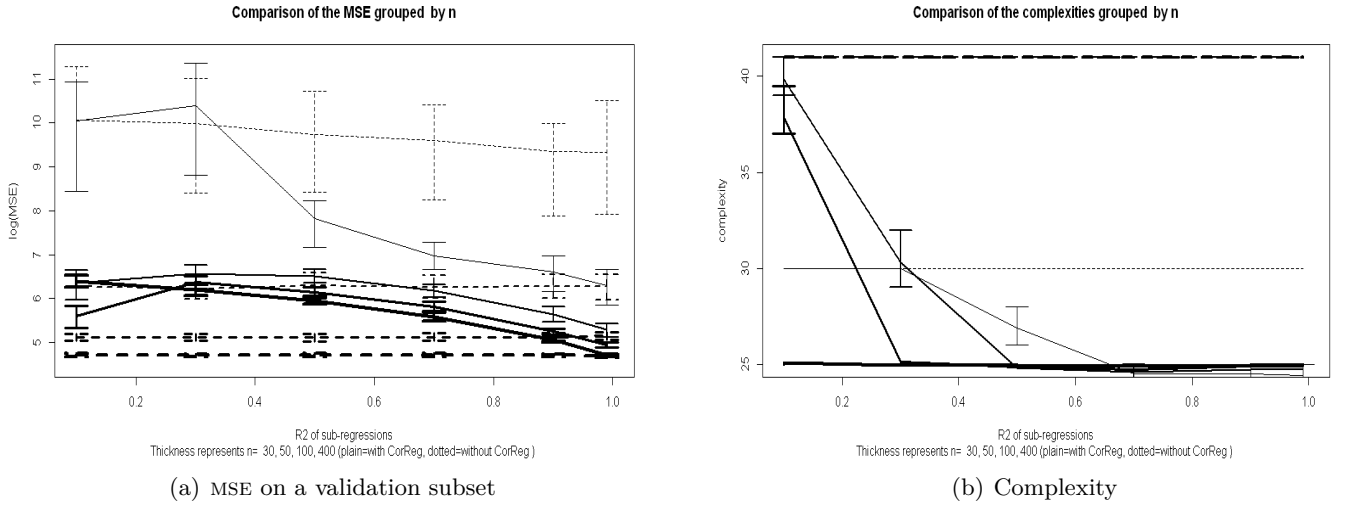 Comparison of the MSE grouped by n
log(MSE)
11
10
9
8
7
6
5
0.2
0.4
0.6
0.8
1.0
R2 of sub-regressions
Thickness represents n= 30, 50, 100, 400 (plain=with CorReg, dotted=without CorReg )
(a) MSE on a validation subset
Comparison of the complexities grouped by n
complexity
40
35
30
25
0.2
0.4
0.6
0.8
1.0
R2 of sub-regressions
Thickness represents n= 30, 50, 100, 400 (plain=with CorReg, dotted=without CorReg )
(b) Complexity